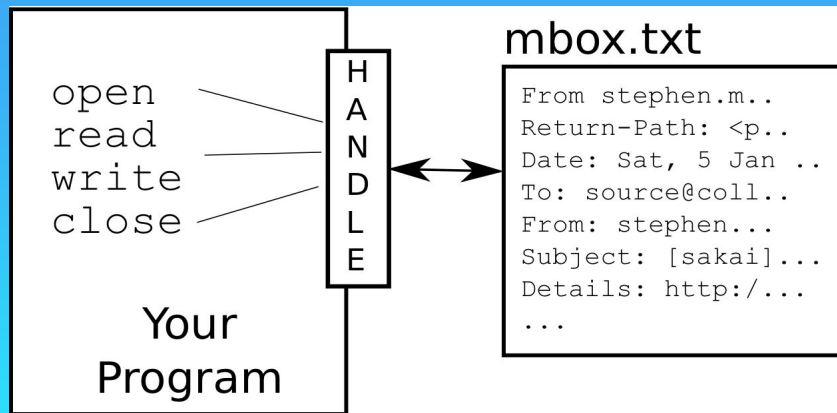 open
read
write
close
Your
Program
HANDLE
mbox.txt
From stephen.m..
Return-Path: <p..
Date: Sat, 5 Jan ..
To: source@coll..
From: stephen...
Subject: [sakai]...
Details: http:/...
...